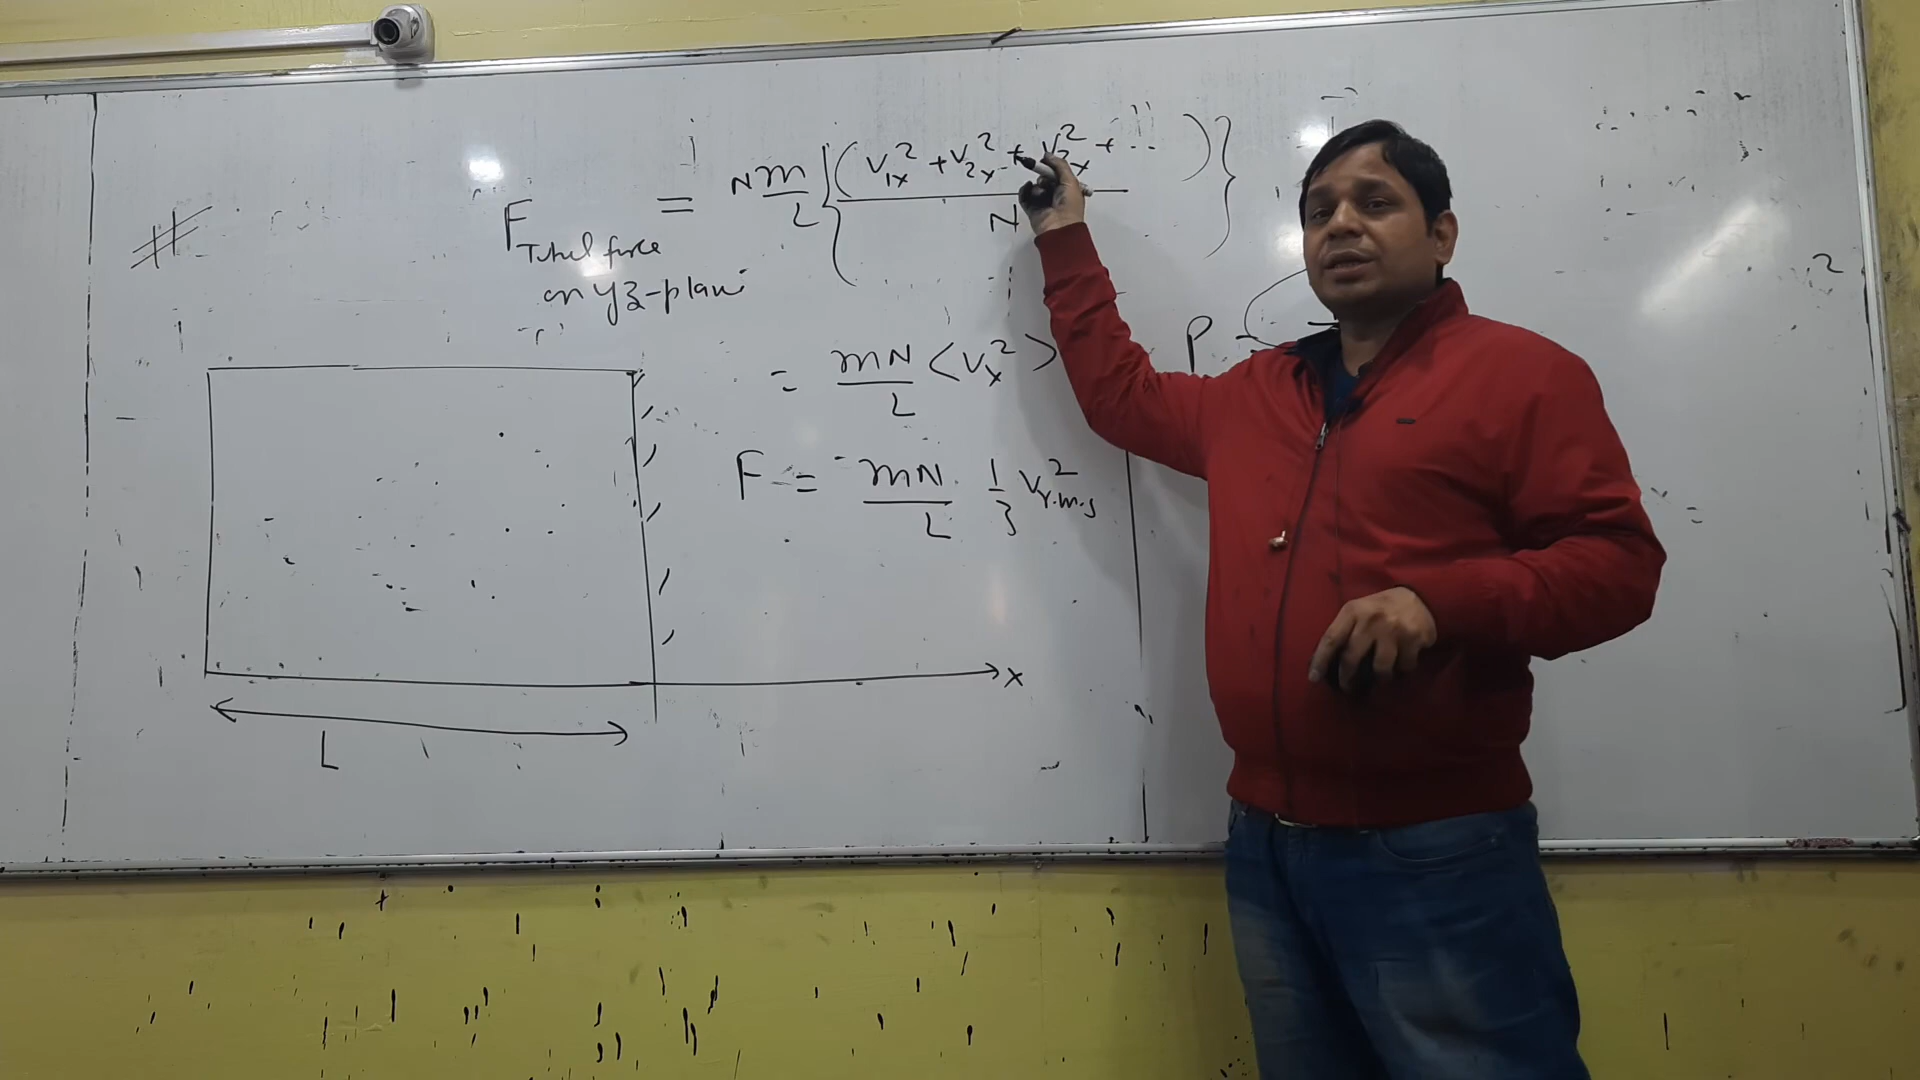 F = Nm/L {(V₁ₓ² + V₂ₓ² + V₃ₓ² + ...)/N}
Total force
on yz-plane
= mN/L <Vₓ²>
P =
F = mN/L 1/3 V²r.m.s
x
L